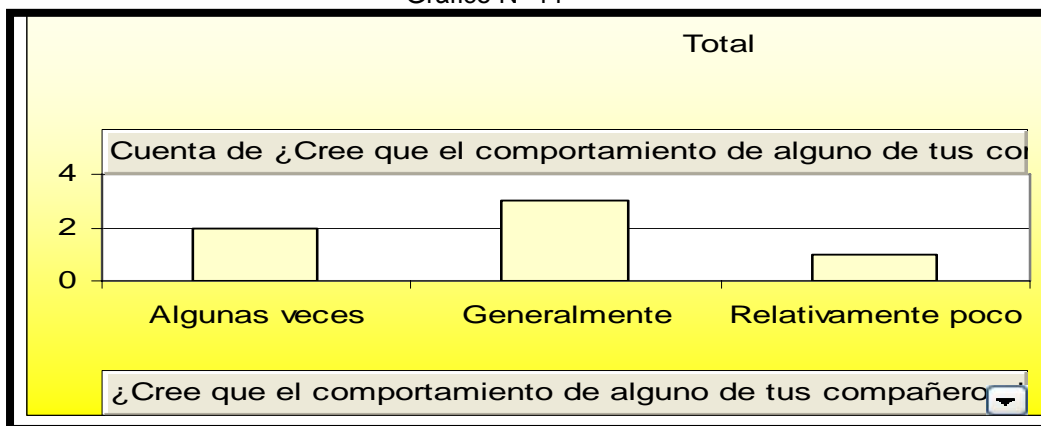 Total
Cuenta de ¿Cree que el comportamiento de alguno de tus
4
2
0
Algunas veces Generalmente Relativamente poco
¿Cree que el comportamiento de alguno de tus compañero